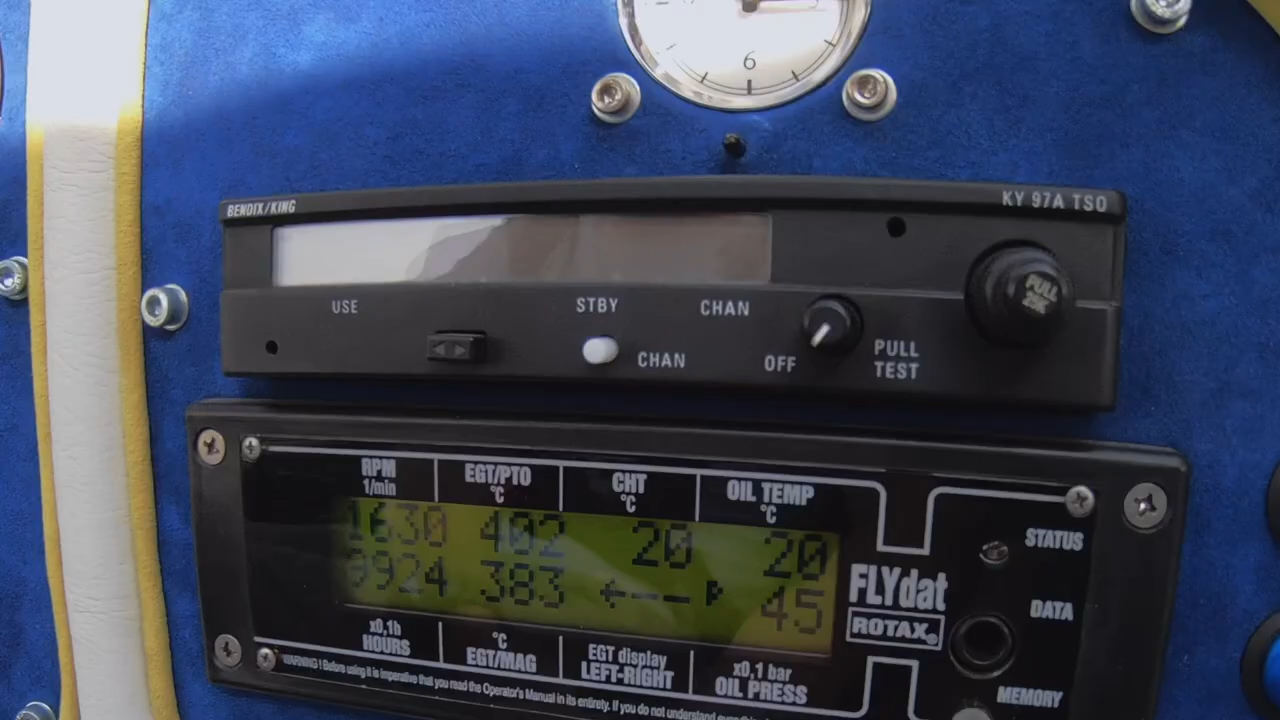 6
BENDIX/KING
KY 97A TSO
USE
STBY
CHAN
PULL
25K
CHAN
OFF
PULL
TEST
RPM
1/min
EGT/PTO
°C
CHT
°C
OIL TEMP
°C
1630 402 20 20
9924 383 ←-- ▶ 45
STATUS
FLYdat
ROTAX®
DATA
MEMORY
x0,1h
HOURS
°C
EGT/MAG
EGT display
LEFT-RIGHT
x0,1 bar
OIL PRESS
WARNING! Before using it is imperative that you read the Operator's Manual in its entirety. If you do not understand